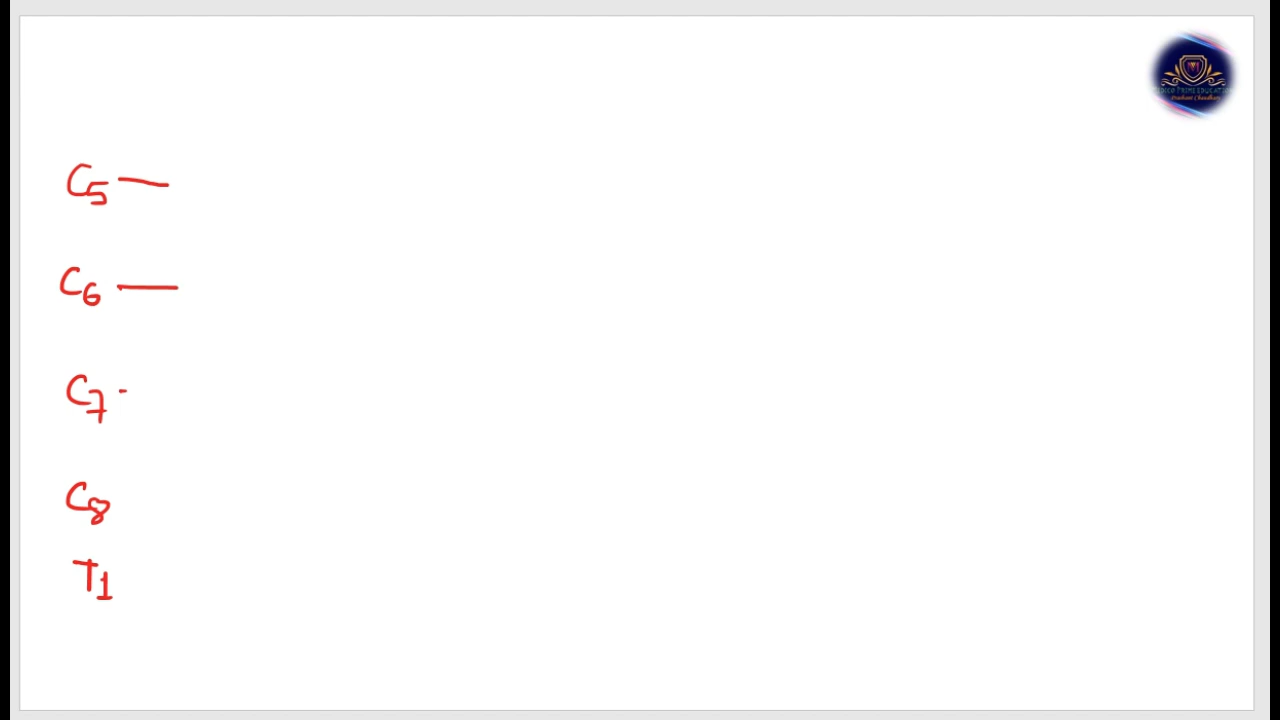 C5 —
C6 —
C7 -
C8
T1